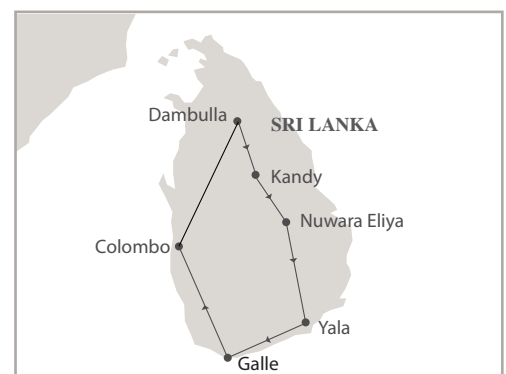 Dambulla
SRI LANKA
Kandy
Nuwara Eliya
Colombo
Yala
Galle